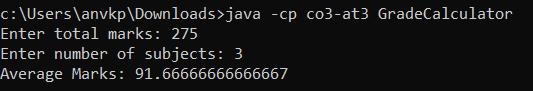 c:\Users\anvkp\Downloads>java -cp co3-at3 GradeCalculator
Enter total marks: 275
Enter number of subjects: 3
Average Marks: 91.66666666666667